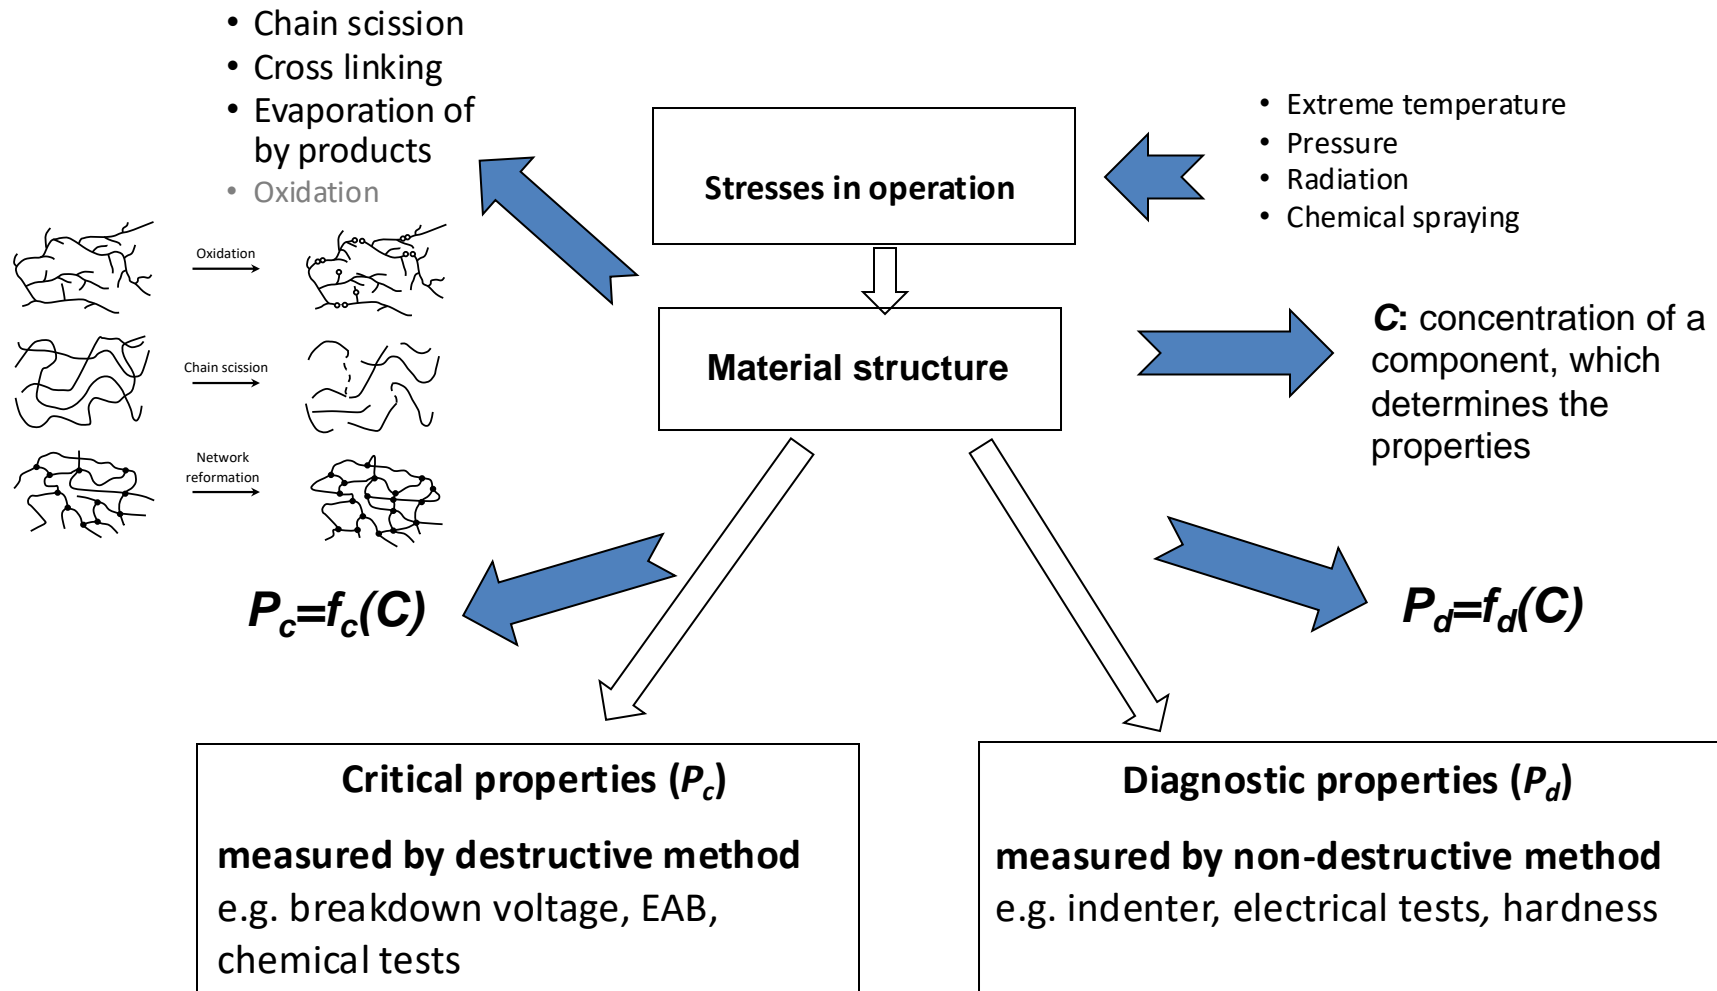 • Chain scission
• Cross linking
• Evaporation of
by products
• Oxidation
Stresses in operation
• Extreme temperature
• Pressure
• Radiation
• Chemical spraying
Oxidation
Chain scission
Network
reformation
Material structure
C: concentration of a
component, which
determines the
properties
Pc=fc(C)
Pd=fd(C)
Critical properties (Pc)
measured by destructive method
e.g. breakdown voltage, EAB,
chemical tests
Diagnostic properties (Pd)
measured by non-destructive method
e.g. indenter, electrical tests, hardness